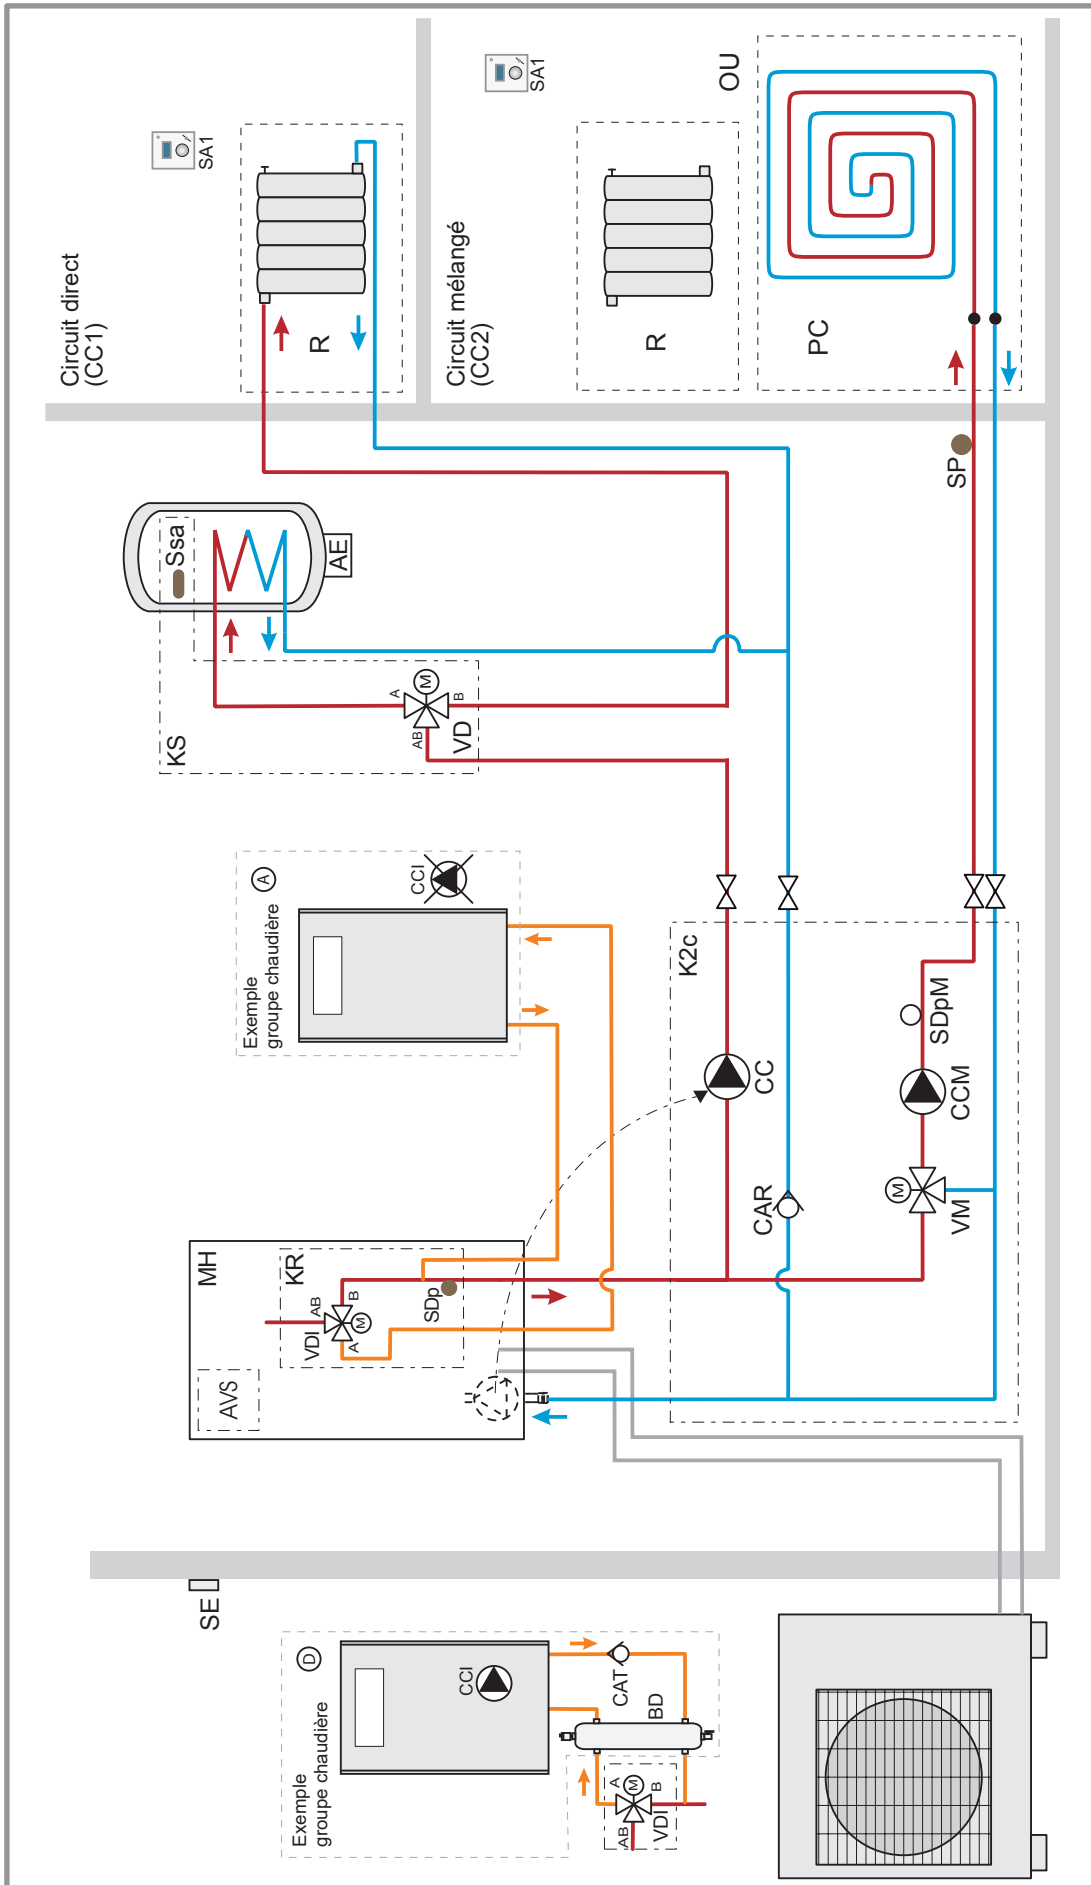 Circuit direct
(CC1)
SA1
R
Circuit mélangé
(CC2)
SA1
R
OU
PC
SP
Ssa
AE
KS
A
M
B
AB
VD
Exemple
groupe chaudière
A
CCI
K2c
CC
SDpM
CCM
CAR
M
VM
MH
KR
AB
B
VDI
M
A
SDp
AVS
SE
Exemple
groupe chaudière
D
CCI
CAT
BD
A
M
B
AB
VDI